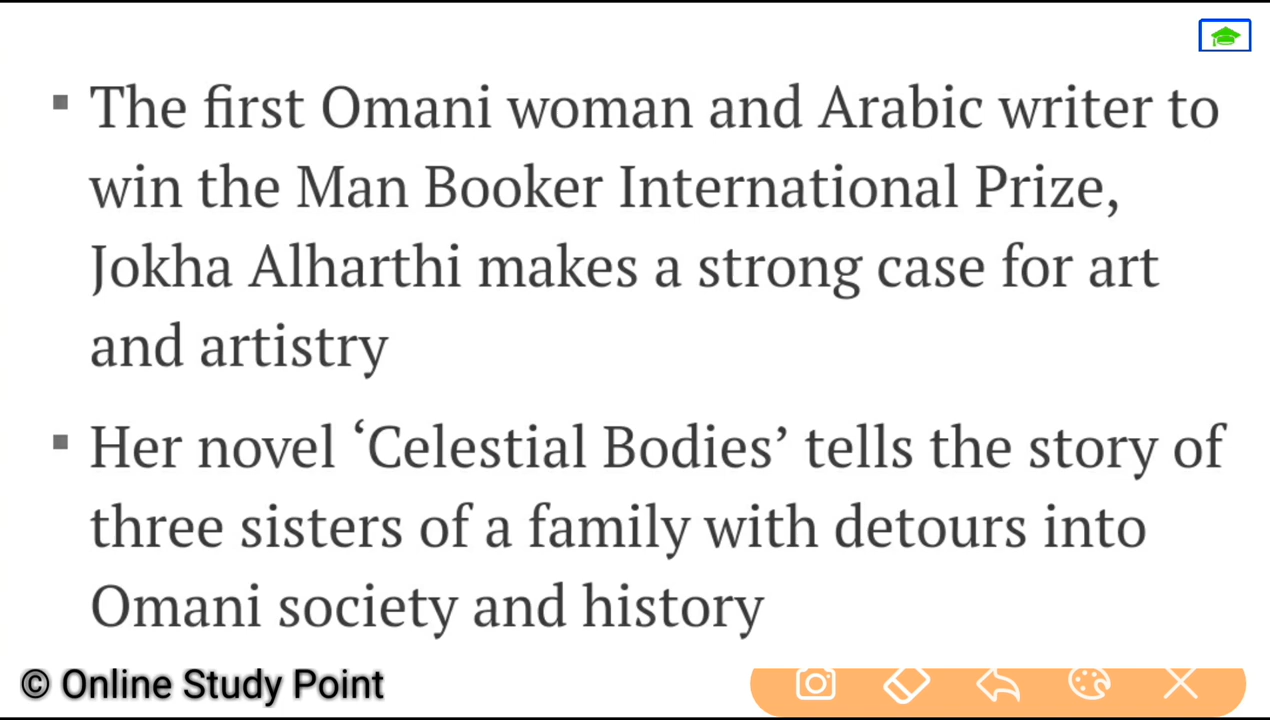 The first Omani woman and Arabic writer to
win the Man Booker International Prize,
Jokha Alharthi makes a strong case for art
and artistry
Her novel ‘Celestial Bodies’ tells the story of
three sisters of a family with detours into
Omani society and history
© Online Study Point